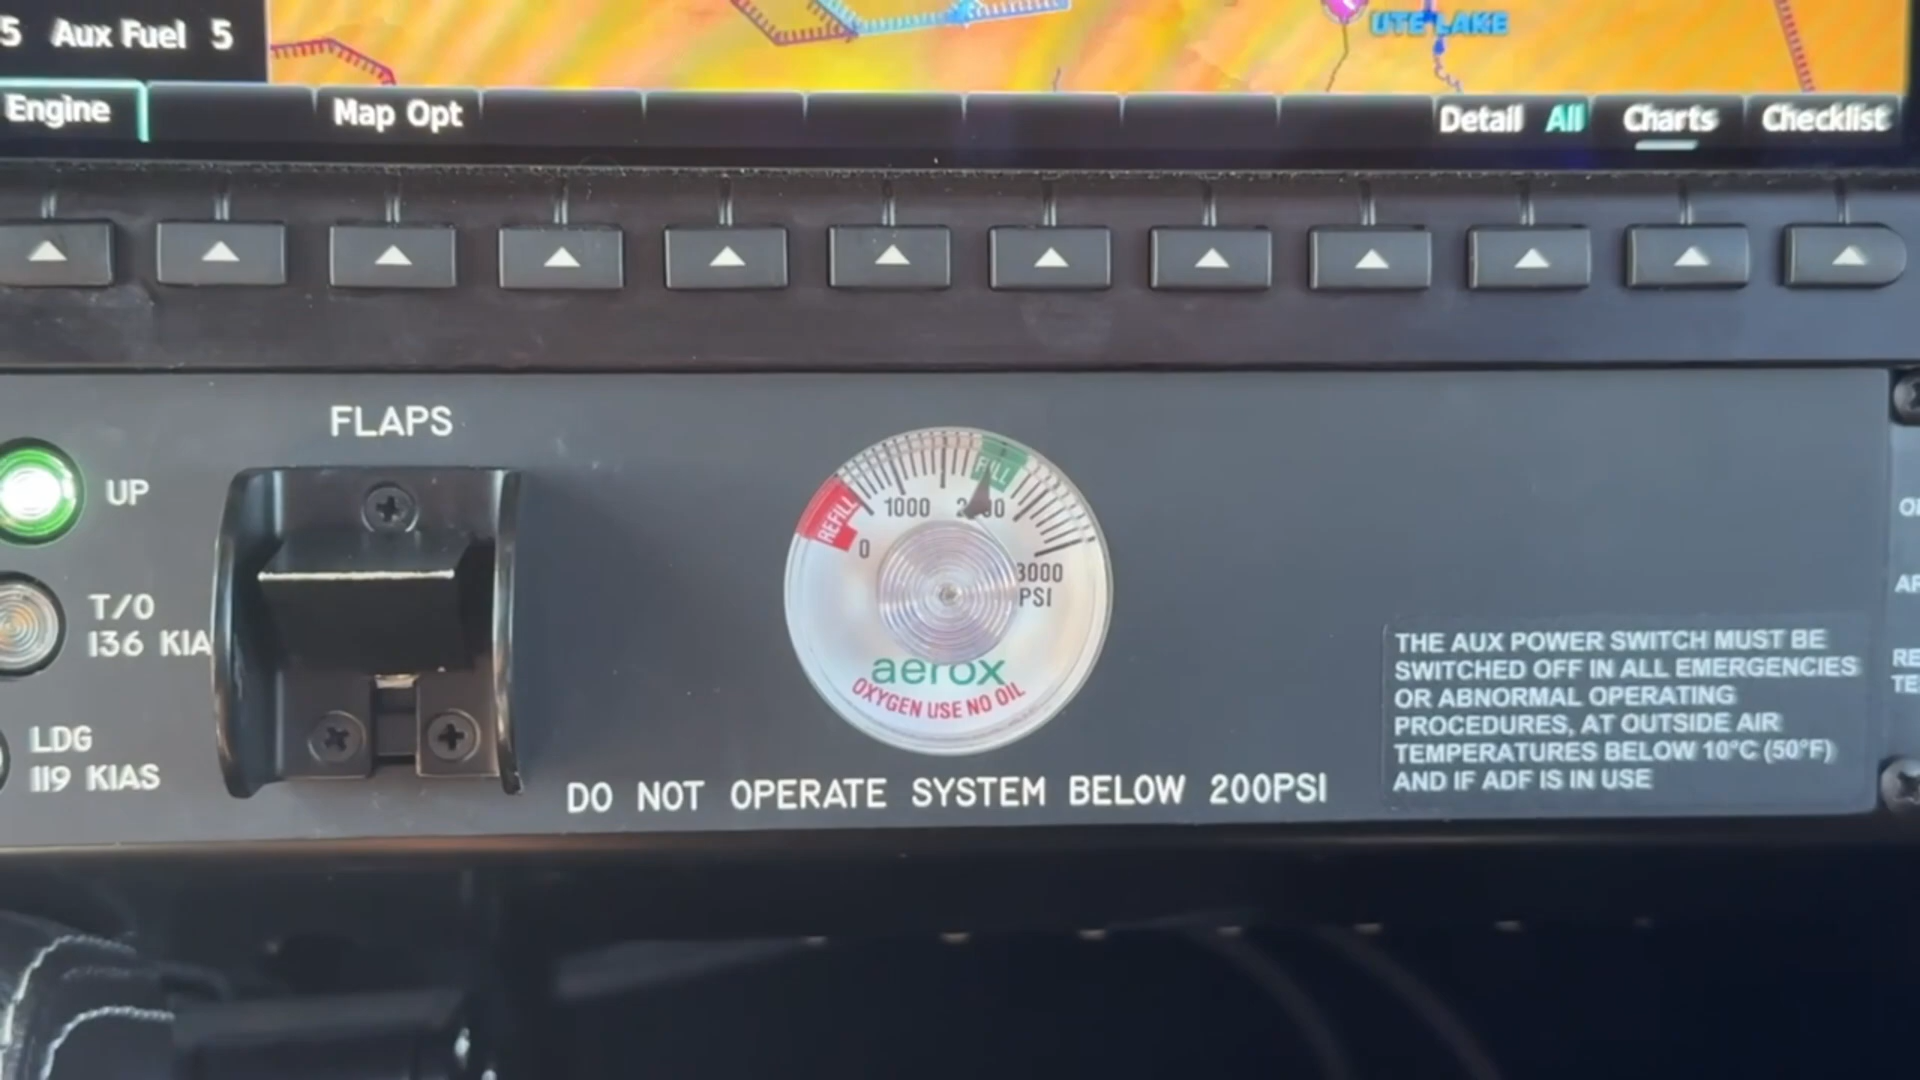 5 Aux Fuel 5
UTE LAKE
Engine
Map Opt
Detail All
Charts
Checklist
FLAPS
UP
T/O
136 KIA
LDG
119 KIAS
REFILL
FULL
0
1000
3000
PSI
aerox
OXYGEN USE NO OIL
DO NOT OPERATE SYSTEM BELOW 200PSI
THE AUX POWER SWITCH MUST BE
SWITCHED OFF IN ALL EMERGENCIES
OR ABNORMAL OPERATING
PROCEDURES, AT OUTSIDE AIR
TEMPERATURES BELOW 10°C (50°F)
AND IF ADF IS IN USE